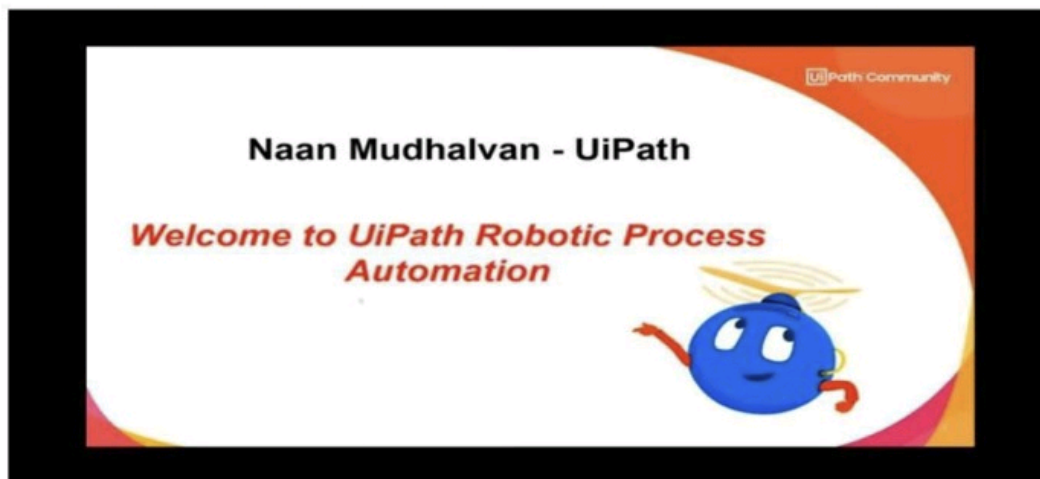 UiPath Community
Naan Mudhalvan - UiPath
Welcome to UiPath Robotic Process
Automation